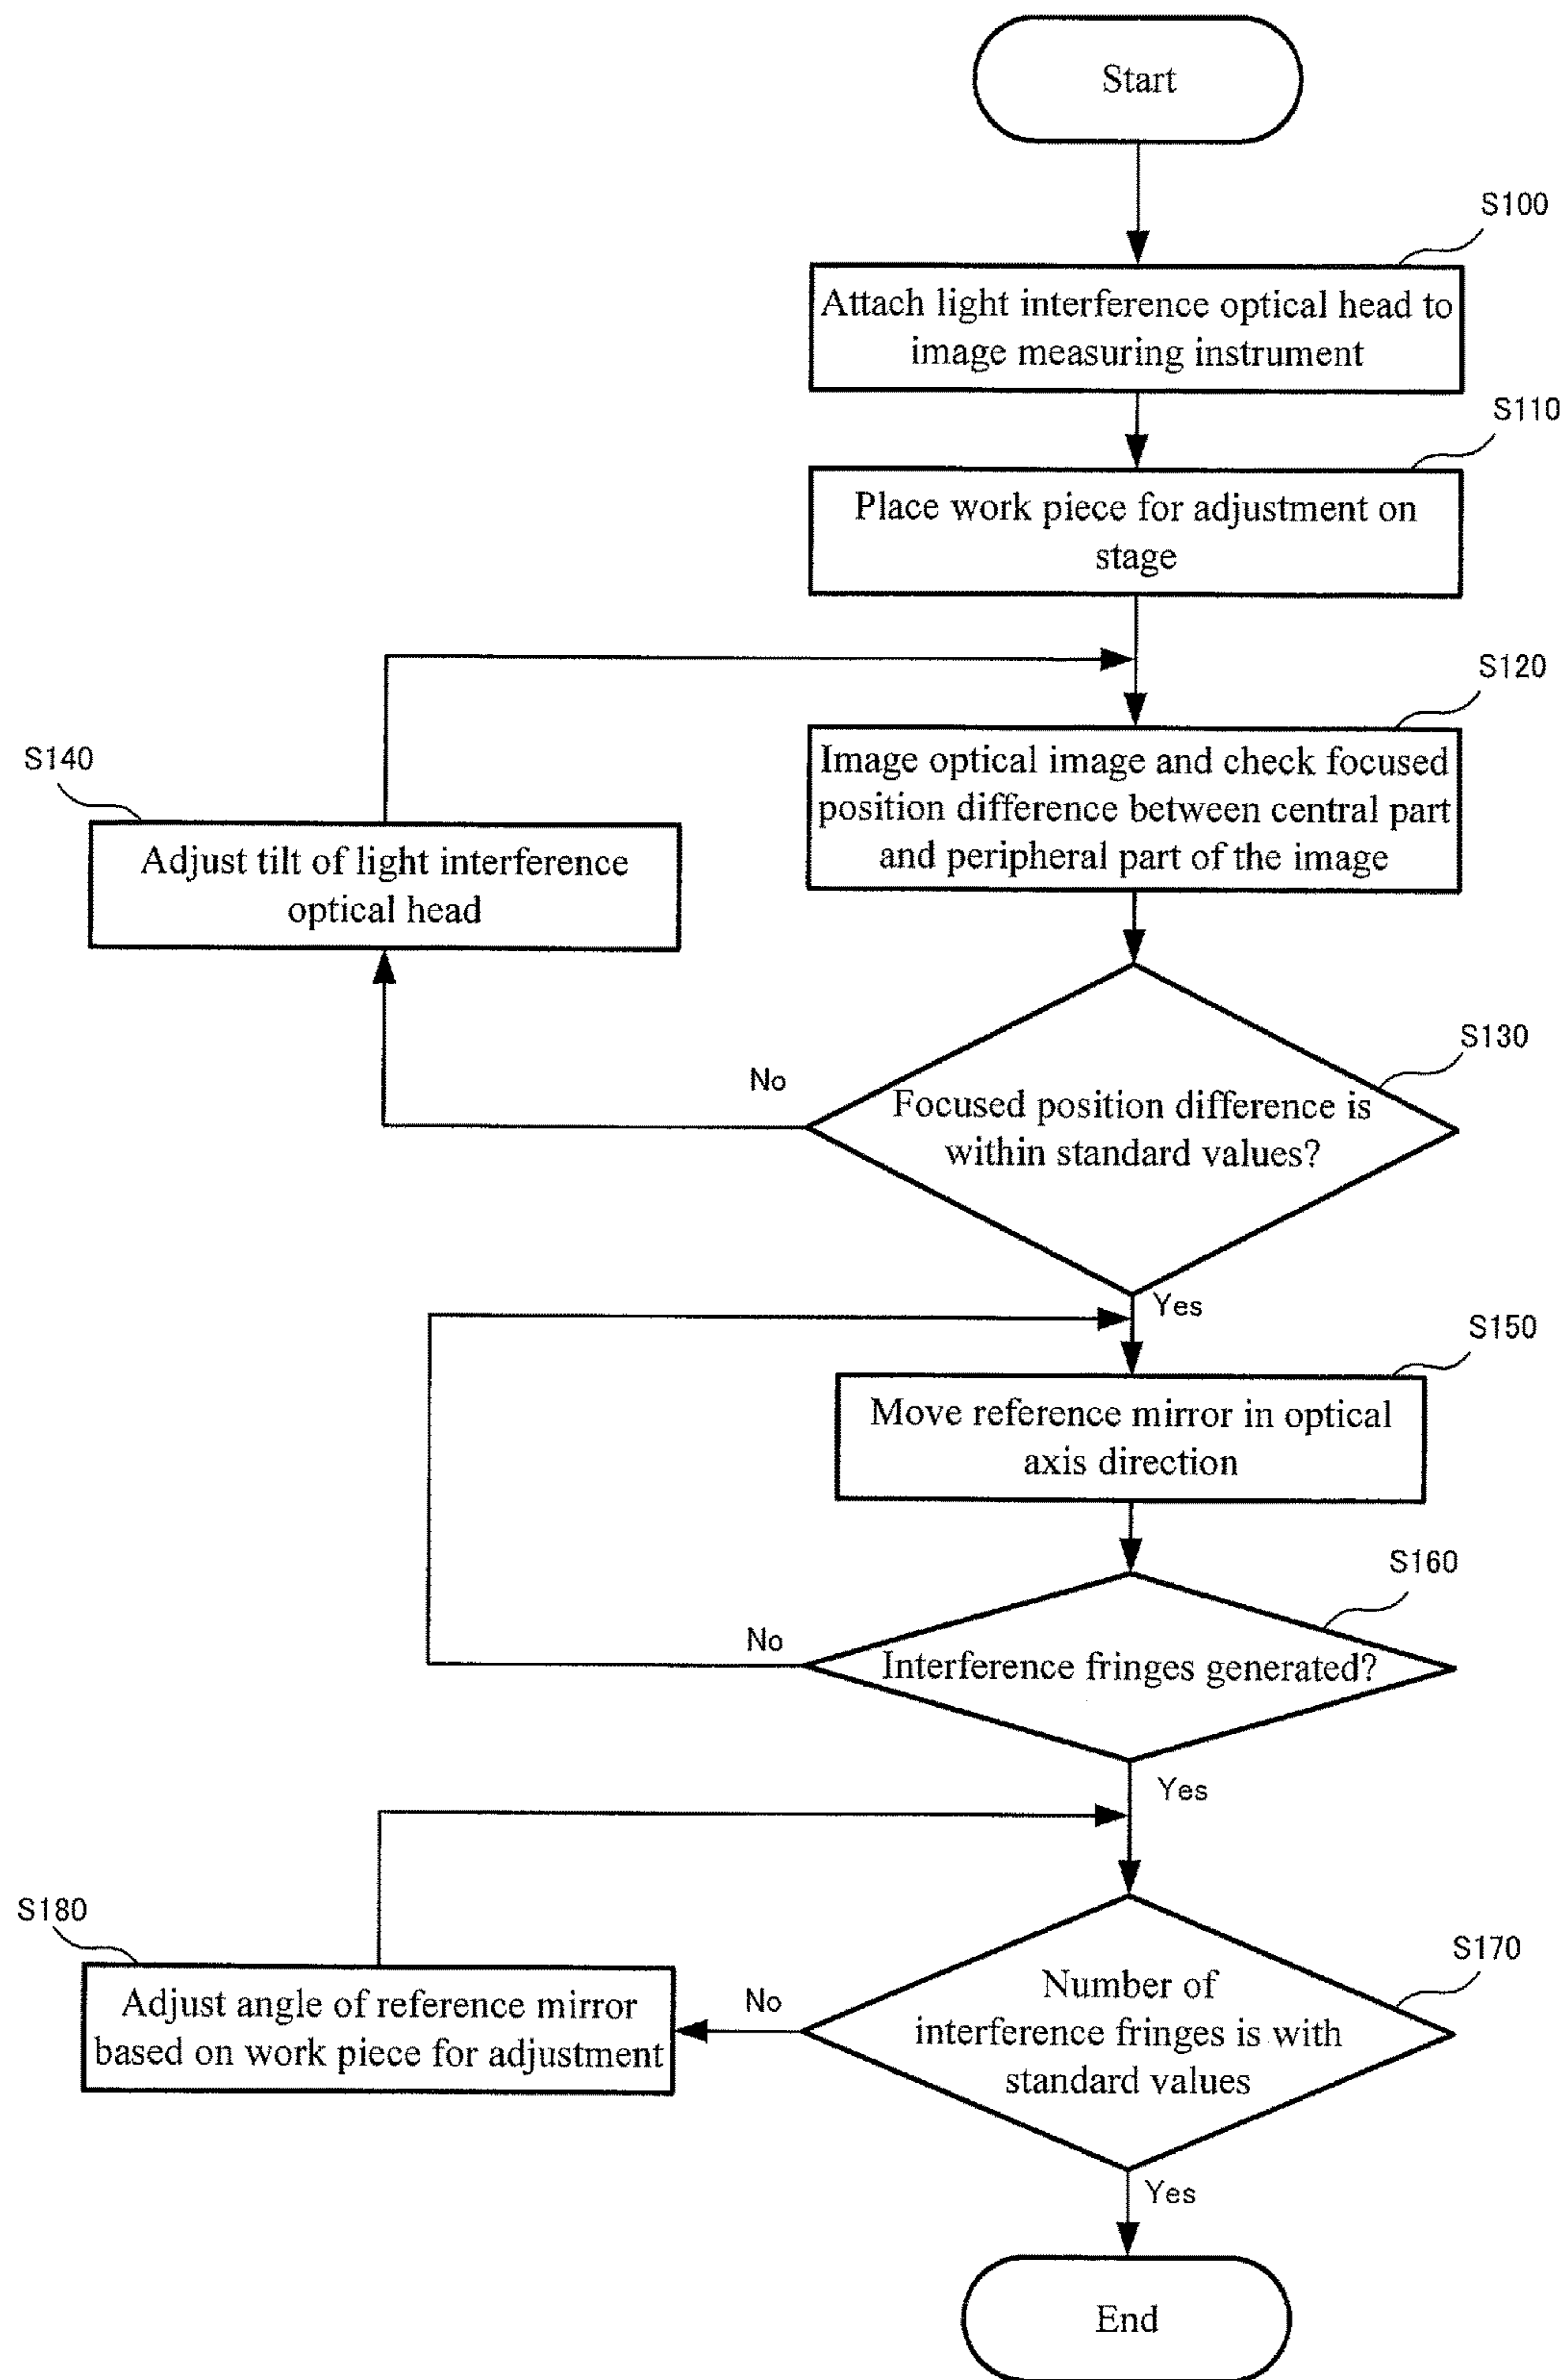 Start
S100
Attach light interference optical head to
image measuring instrument
S110
Place work piece for adjustment on
stage
S120
Image optical image and check focused
position difference between central part
and peripheral part of the image
S140
Adjust tilt of light interference
optical head
S130
No
Focused position difference is
within standard values?
Yes
S150
Move reference mirror in optical
axis direction
S160
No
Interference fringes generated?
Yes
S180
Adjust angle of reference mirror
based on work piece for adjustment
S170
No
Number of
interference fringes is with
standard values
Yes
End